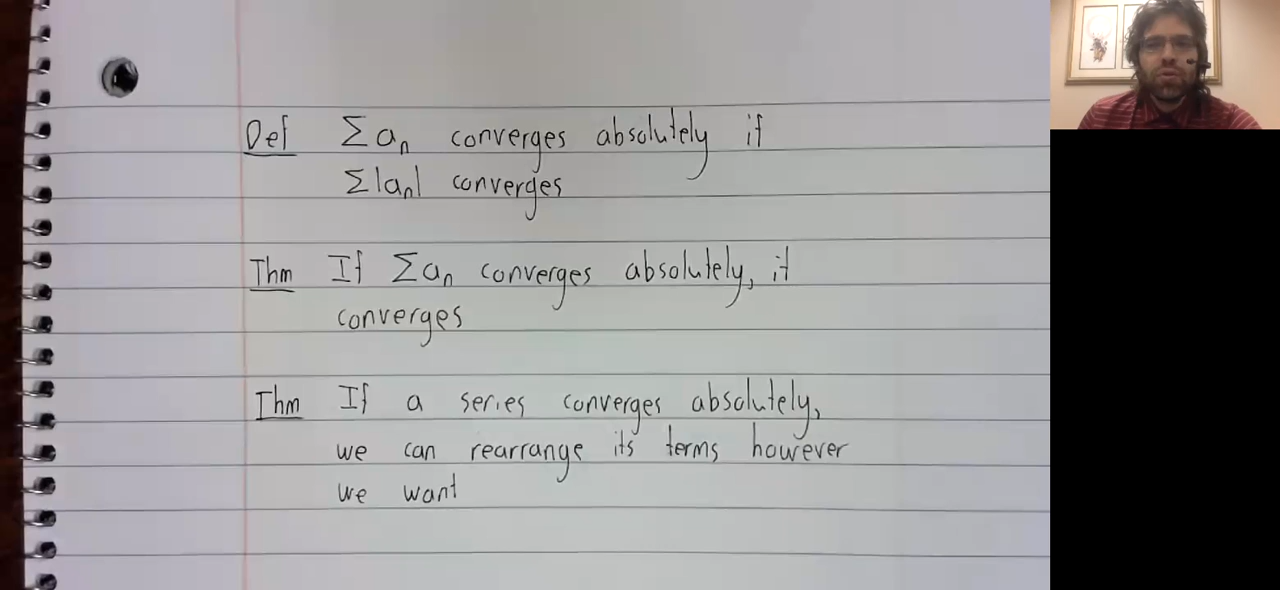 Def Σ aₙ converges absolutely if
Σ|aₙ| converges
Thm If Σaₙ converges absolutely, it
converges
Thm If a series converges absolutely,
we can rearrange its terms however
we want